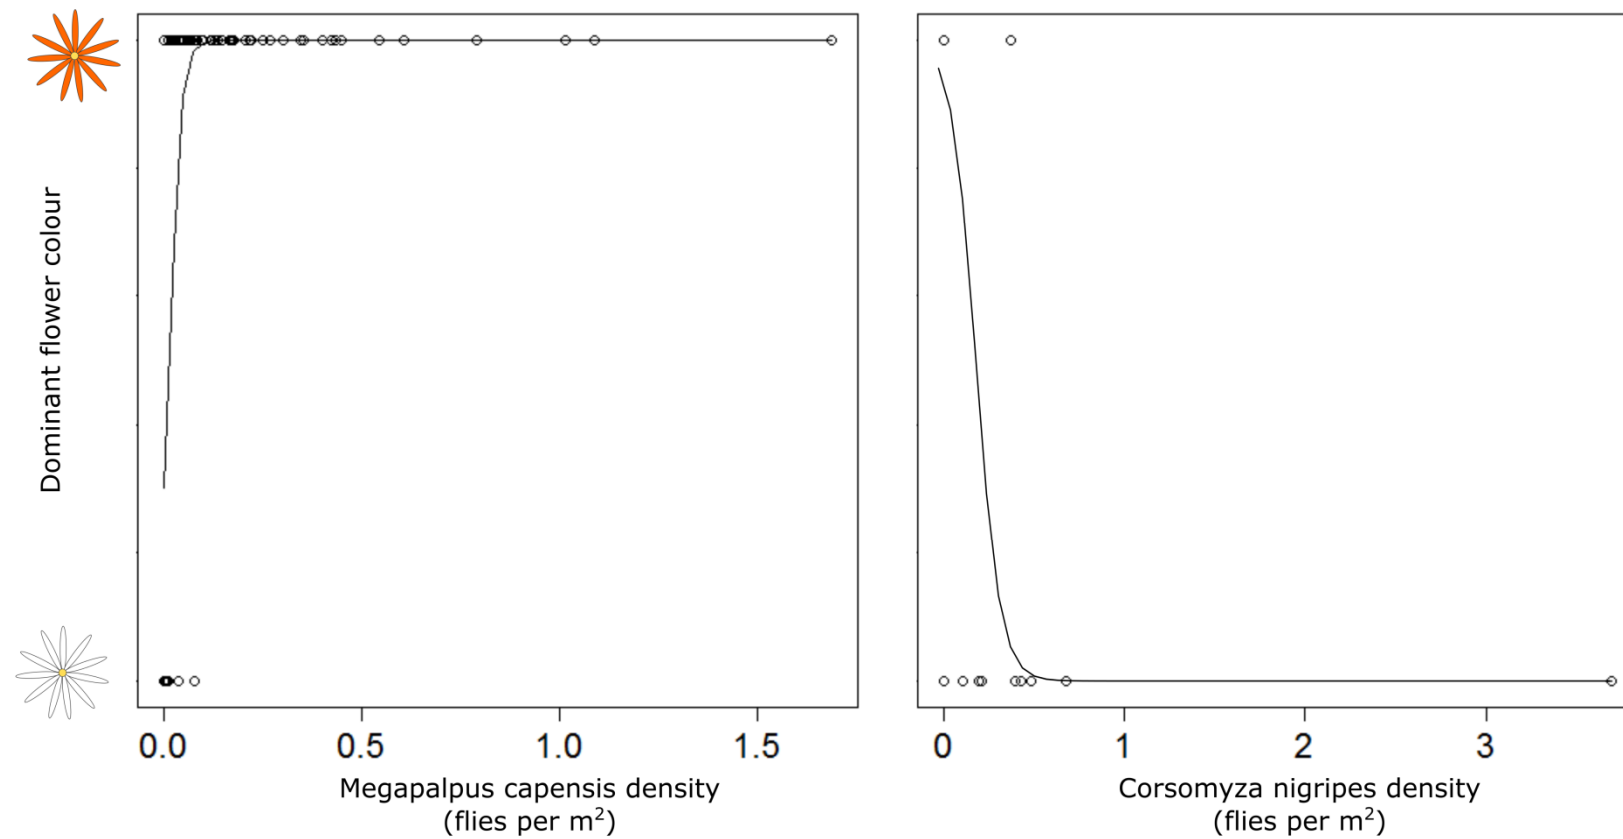 Dominant flower colour
0.0 0.5 1.0 1.5
Megapalpus capensis density
(flies per m²)
0 1 2 3
Corsomyza nigripes density
(flies per m²)